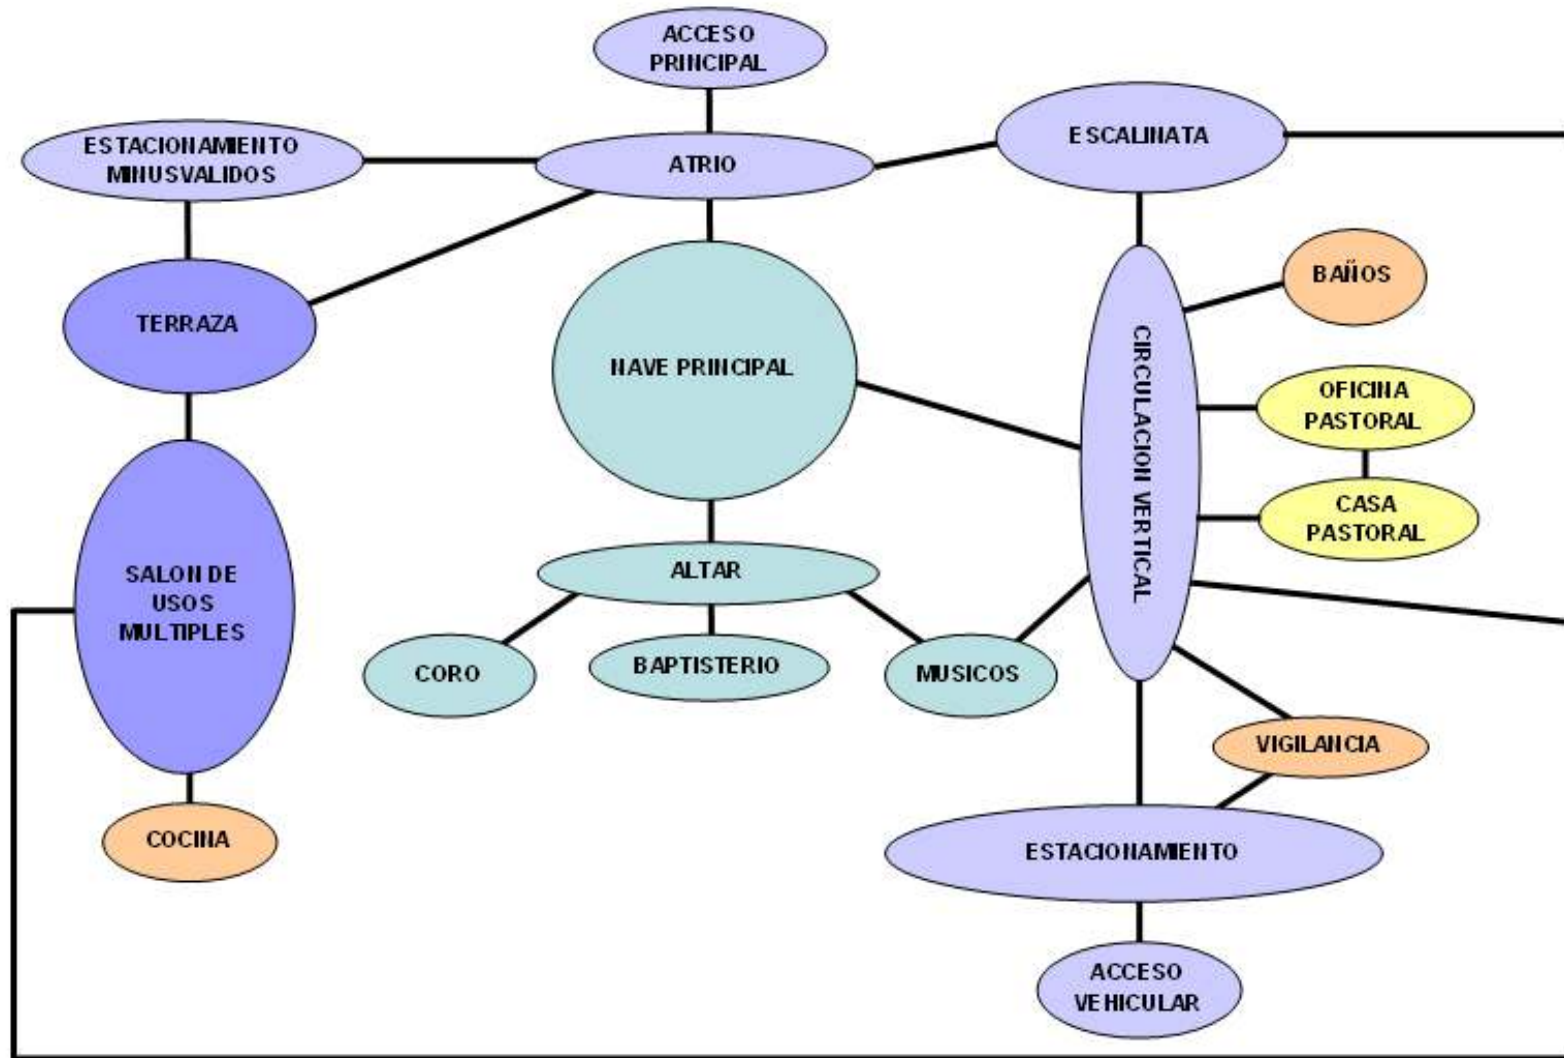 ACCESO
PRINCIPAL
ESTACIONAMIENTO
MINUSVALIDOS
ATRIO
ESCALINATA
BAÑOS
TERRAZA
NAVE PRINCIPAL
CIRCULACION VERTICAL
OFICINA
PASTORAL
CASA
PASTORAL
SALON DE
USOS
MULTIPLES
ALTAR
CORO
BAPTISTERIO
MUSICOS
VIGILANCIA
COCINA
ESTACIONAMIENTO
ACCESO
VEHICULAR